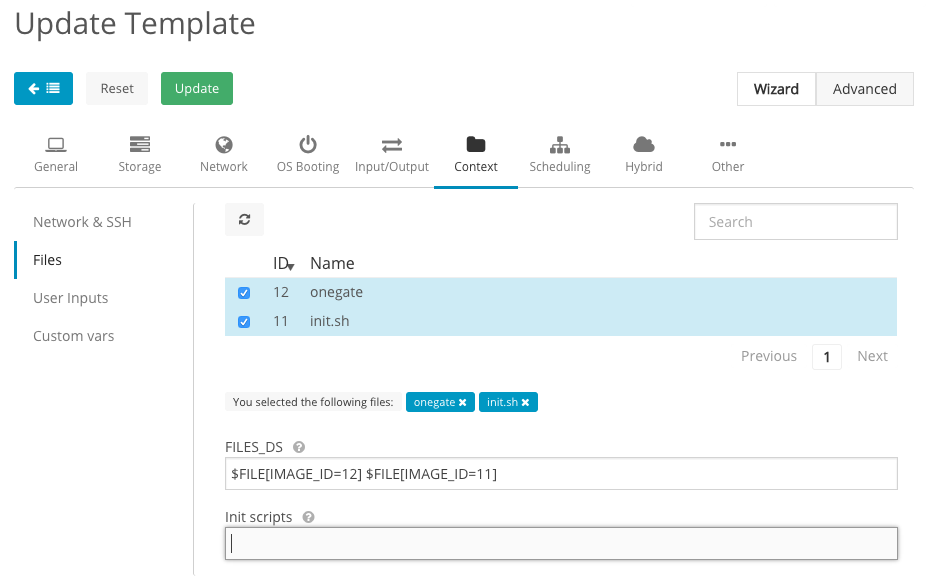 Update Template
Reset Update Wizard Advanced
General Storage Network OS Booting Input/Output Context Scheduling Hybrid Other
Network & SSH
Files
User Inputs
Custom vars
Search
ID Name
12 onegate
11 init.sh
Previous 1 Next
You selected the following files: onegate init.sh
FILES_DS
$FILE[IMAGE_ID=12] $FILE[IMAGE_ID=11]
Init scripts